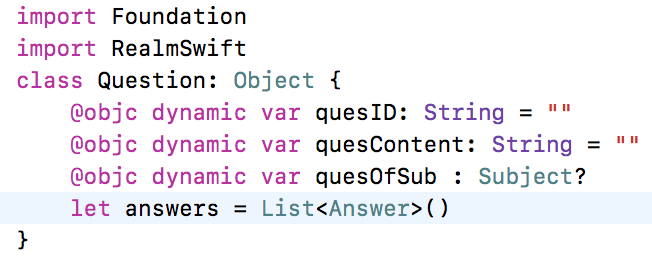 import Foundation
import RealmSwift
class Question: Object {
    @objc dynamic var quesID: String = ""
    @objc dynamic var quesContent: String = ""
    @objc dynamic var quesOfSub : Subject?
    let answers = List<Answer>()
}